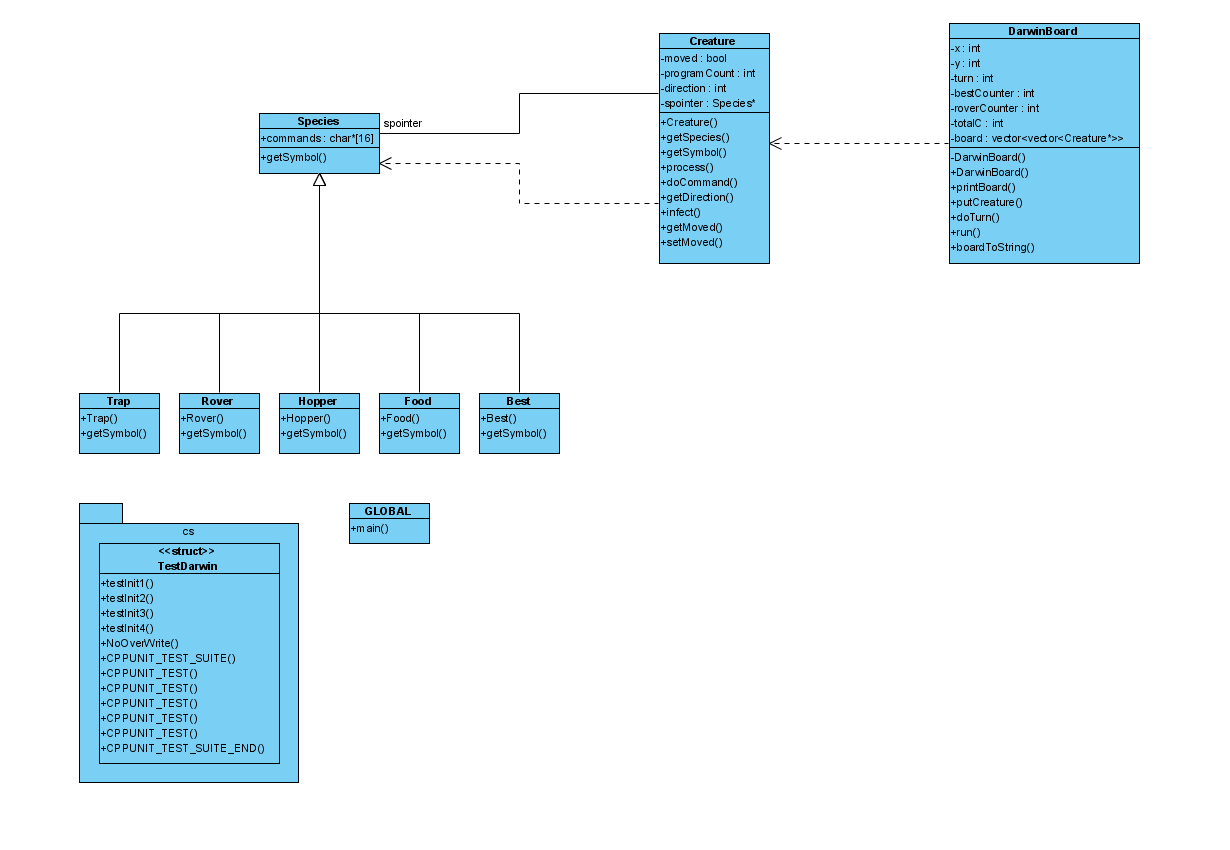 Creature
-moved : bool
-programCount : int
-direction : int
-spointer : Species*
+Creature()
+getSpecies()
+getSymbol()
+process()
+doCommand()
+getDirection()
+infect()
+getMoved()
+setMoved()
DarwinBoard
-x : int
-y : int
-turn : int
-bestCounter : int
-roverCounter : int
-totalC : int
-board : vector<vector<Creature*>>
-DarwinBoard()
+DarwinBoard()
+printBoard()
+putCreature()
+doTurn()
+run()
+boardToString()
Species
+commands : char*[16]
+getSymbol()
spointer
Trap
+Trap()
+getSymbol()
Rover
+Rover()
+getSymbol()
Hopper
+Hopper()
+getSymbol()
Food
+Food()
+getSymbol()
Best
+Best()
+getSymbol()
cs
<<struct>>
TestDarwin
+testInit1()
+testInit2()
+testInit3()
+testInit4()
+NoOverWrite()
+CPPUNIT_TEST_SUITE()
+CPPUNIT_TEST()
+CPPUNIT_TEST()
+CPPUNIT_TEST()
+CPPUNIT_TEST()
+CPPUNIT_TEST()
+CPPUNIT_TEST_SUITE_END()
GLOBAL
+main()